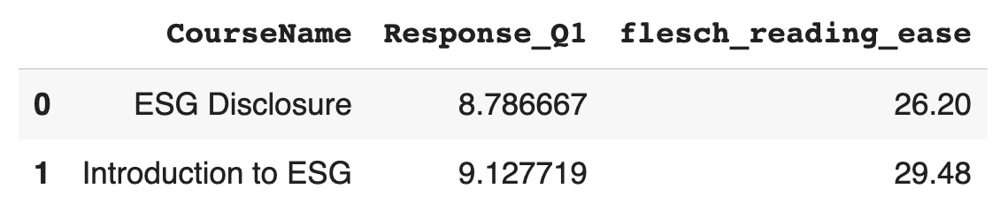 CourseName Response_Q1 flesch_reading_ease
0 ESG Disclosure 8.786667 26.20
1 Introduction to ESG 9.127719 29.48